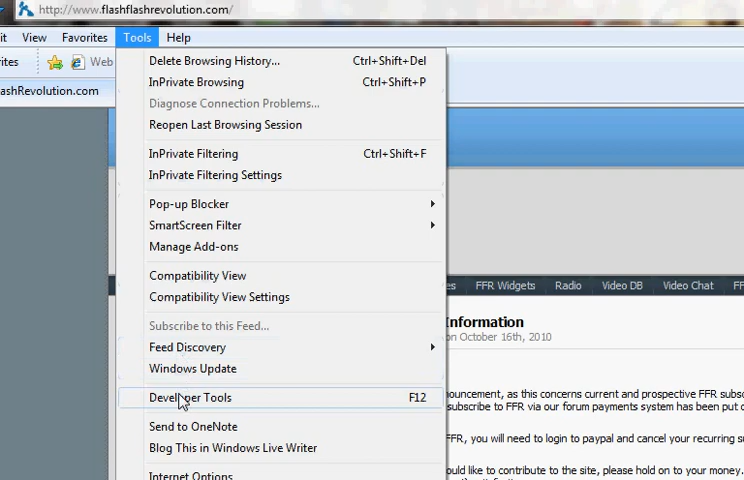 http://www.flashflashrevolution.com/
it View Favorites Tools Help
rites Web
ashRevolution.com
Delete Browsing History... Ctrl+Shift+Del
InPrivate Browsing Ctrl+Shift+P
Diagnose Connection Problems...
Reopen Last Browsing Session
InPrivate Filtering Ctrl+Shift+F
InPrivate Filtering Settings
Pop-up Blocker
SmartScreen Filter
Manage Add-ons
Compatibility View
Compatibility View Settings
Subscribe to this Feed...
Feed Discovery
Windows Update
Developer Tools F12
Send to OneNote
Blog This in Windows Live Writer
Internet Options
es FFR Widgets Radio Video DB Video Chat FF
Information
on October 16th, 2010
ouncement, as this concerns current and prospective FFR subs
subscribe to FFR via our forum payments system has been put o
FFR, you will need to login to paypal and cancel your recurring su
ould like to contribute to the site, please hold on to your money.